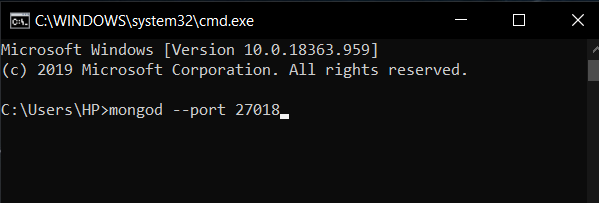 C:\WINDOWS\system32\cmd.exe
Microsoft Windows [Version 10.0.18363.959]
(c) 2019 Microsoft Corporation. All rights reserved.
C:\Users\HP>mongod --port 27018